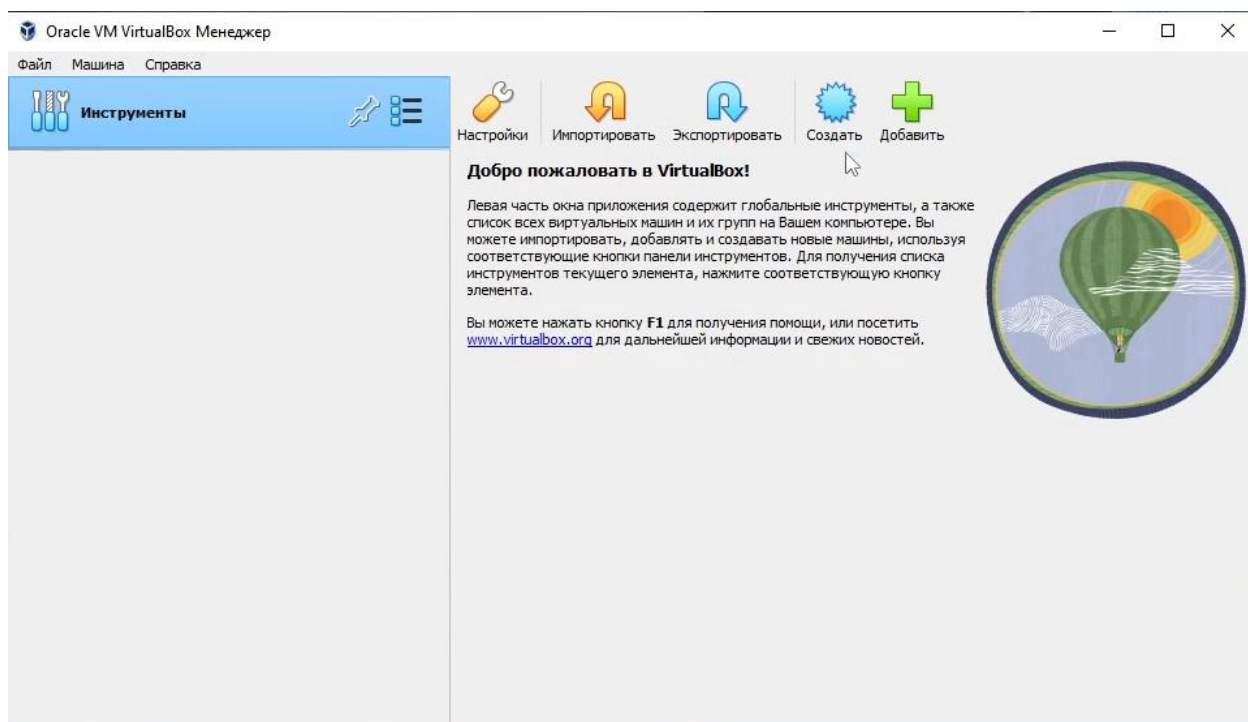 Oracle VM VirtualBox Менеджер
Файл Машина Справка
Инструменты
Настройки Импортировать Экспортировать Создать Добавить
Добро пожаловать в VirtualBox!
Левая часть окна приложения содержит глобальные инструменты, а также
список всех виртуальных машин и их групп на Вашем компьютере. Вы
можете импортировать, добавлять и создавать новые машины, используя
соответствующие кнопки панели инструментов. Для получения списка
инструментов текущего элемента, нажмите соответствующую кнопку
элемента.
Вы можете нажать кнопку F1 для получения помощи, или посетить
www.virtualbox.org для дальнейшей информации и свежих новостей.